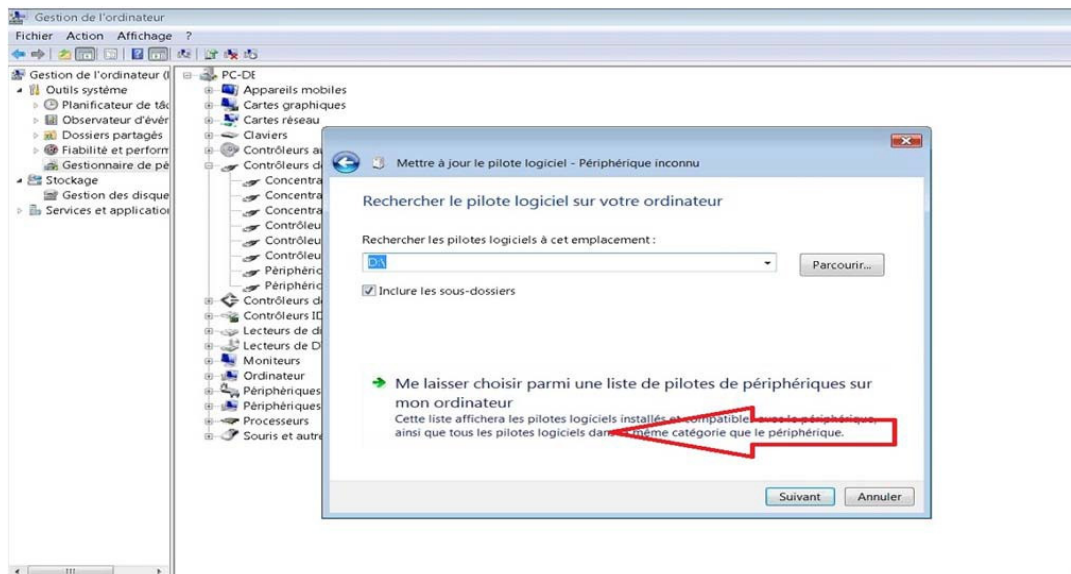 Gestion de l'ordinateur
Fichier Action Affichage ?
Gestion de l'ordinateur (l
Outils système
Planificateur de tâc
Observateur d'évér
Dossiers partagés
Fiabilité et perform
Gestionnaire de pé
Stockage
Gestion des disque
Services et application
PC-DE
Appareils mobiles
Cartes graphiques
Cartes réseau
Claviers
Contrôleurs au
Contrôleurs de
Concentra
Concentra
Concentra
Contrôleu
Contrôleu
Contrôleu
Périphéric
Périphéric
Contrôleurs de
Contrôleurs ID
Lecteurs de di
Lecteurs de D
Moniteurs
Ordinateur
Périphériques
Périphériques
Processeurs
Souris et autre
Mettre à jour le pilote logiciel - Périphérique inconnu
Rechercher le pilote logiciel sur votre ordinateur
Rechercher les pilotes logiciels à cet emplacement :
D:\
Parcourir...
Inclure les sous-dossiers
Me laisser choisir parmi une liste de pilotes de périphériques sur
mon ordinateur
Cette liste affichera les pilotes logiciels installés et compatibles avec le périphérique,
ainsi que tous les pilotes logiciels dans la même catégorie que le périphérique.
Suivant Annuler